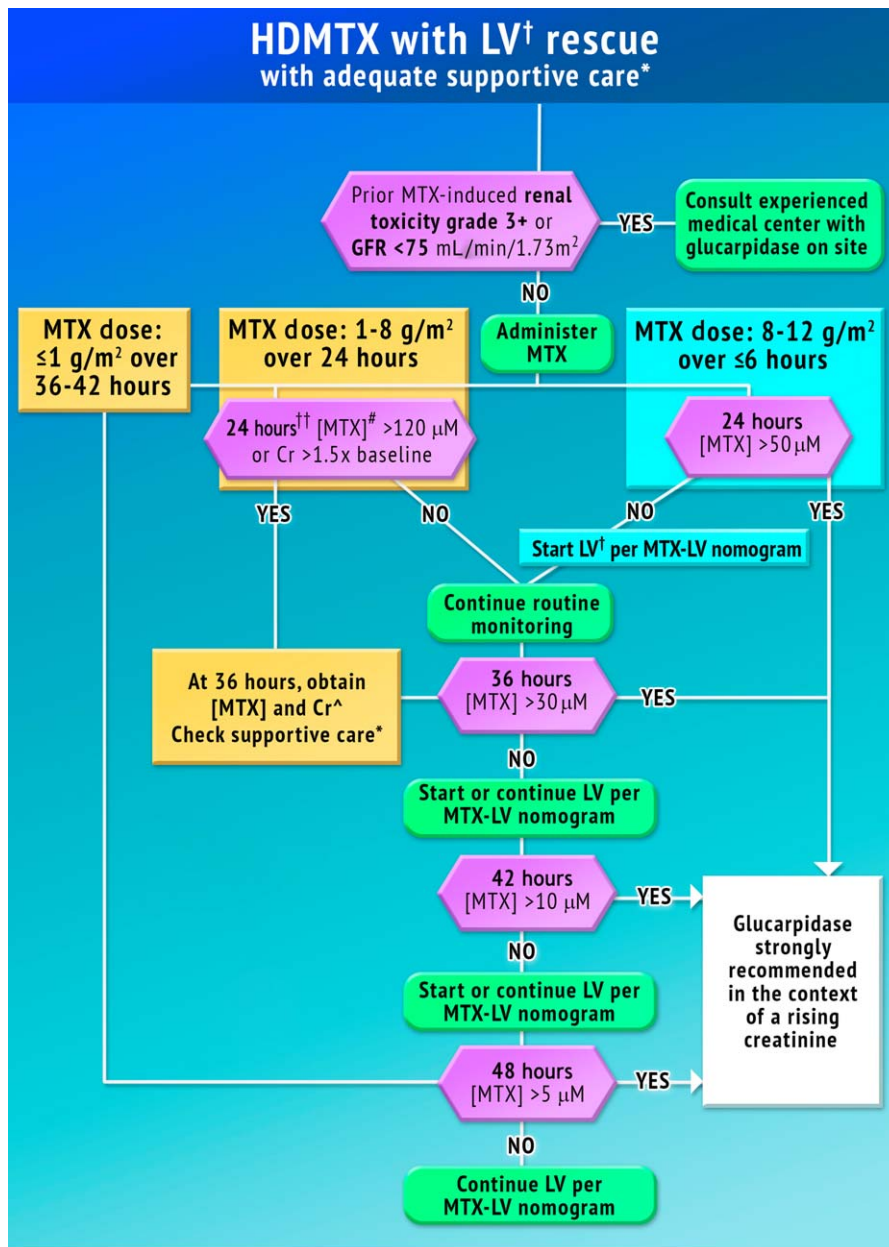 HDMTX with LV† rescue
with adequate supportive care*
Prior MTX-induced renal
toxicity grade 3+ or
GFR <75 mL/min/1.73m²
YES
Consult experienced
medical center with
glucarpidase on site
NO
Administer
MTX
MTX dose:
≤1 g/m² over
36-42 hours
MTX dose: 1-8 g/m²
over 24 hours
MTX dose: 8-12 g/m²
over ≤6 hours
24 hours†† [MTX]# >120 µM
or Cr >1.5x baseline
24 hours
[MTX] >50 µM
YES
NO
NO
YES
Start LV† per MTX-LV nomogram
Continue routine
monitoring
At 36 hours, obtain
[MTX] and Cr^
Check supportive care*
36 hours
[MTX] >30 µM
YES
NO
Start or continue LV per
MTX-LV nomogram
42 hours
[MTX] >10 µM
YES
NO
Start or continue LV per
MTX-LV nomogram
Glucarpidase
strongly
recommended
in the context
of a rising
creatinine
48 hours
[MTX] >5 µM
YES
NO
Continue LV per
MTX-LV nomogram